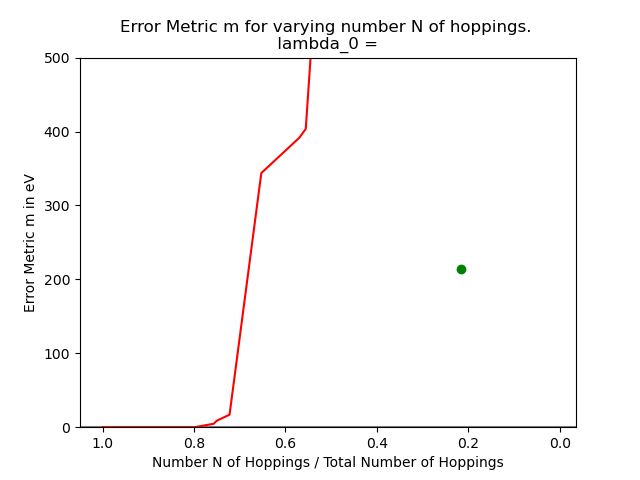 Error Metric m for varying number N of hoppings.
lambda_0 =
500
400
300
200
100
0
Error Metric m in eV
1.0 0.8 0.6 0.4 0.2 0.0
Number N of Hoppings / Total Number of Hoppings